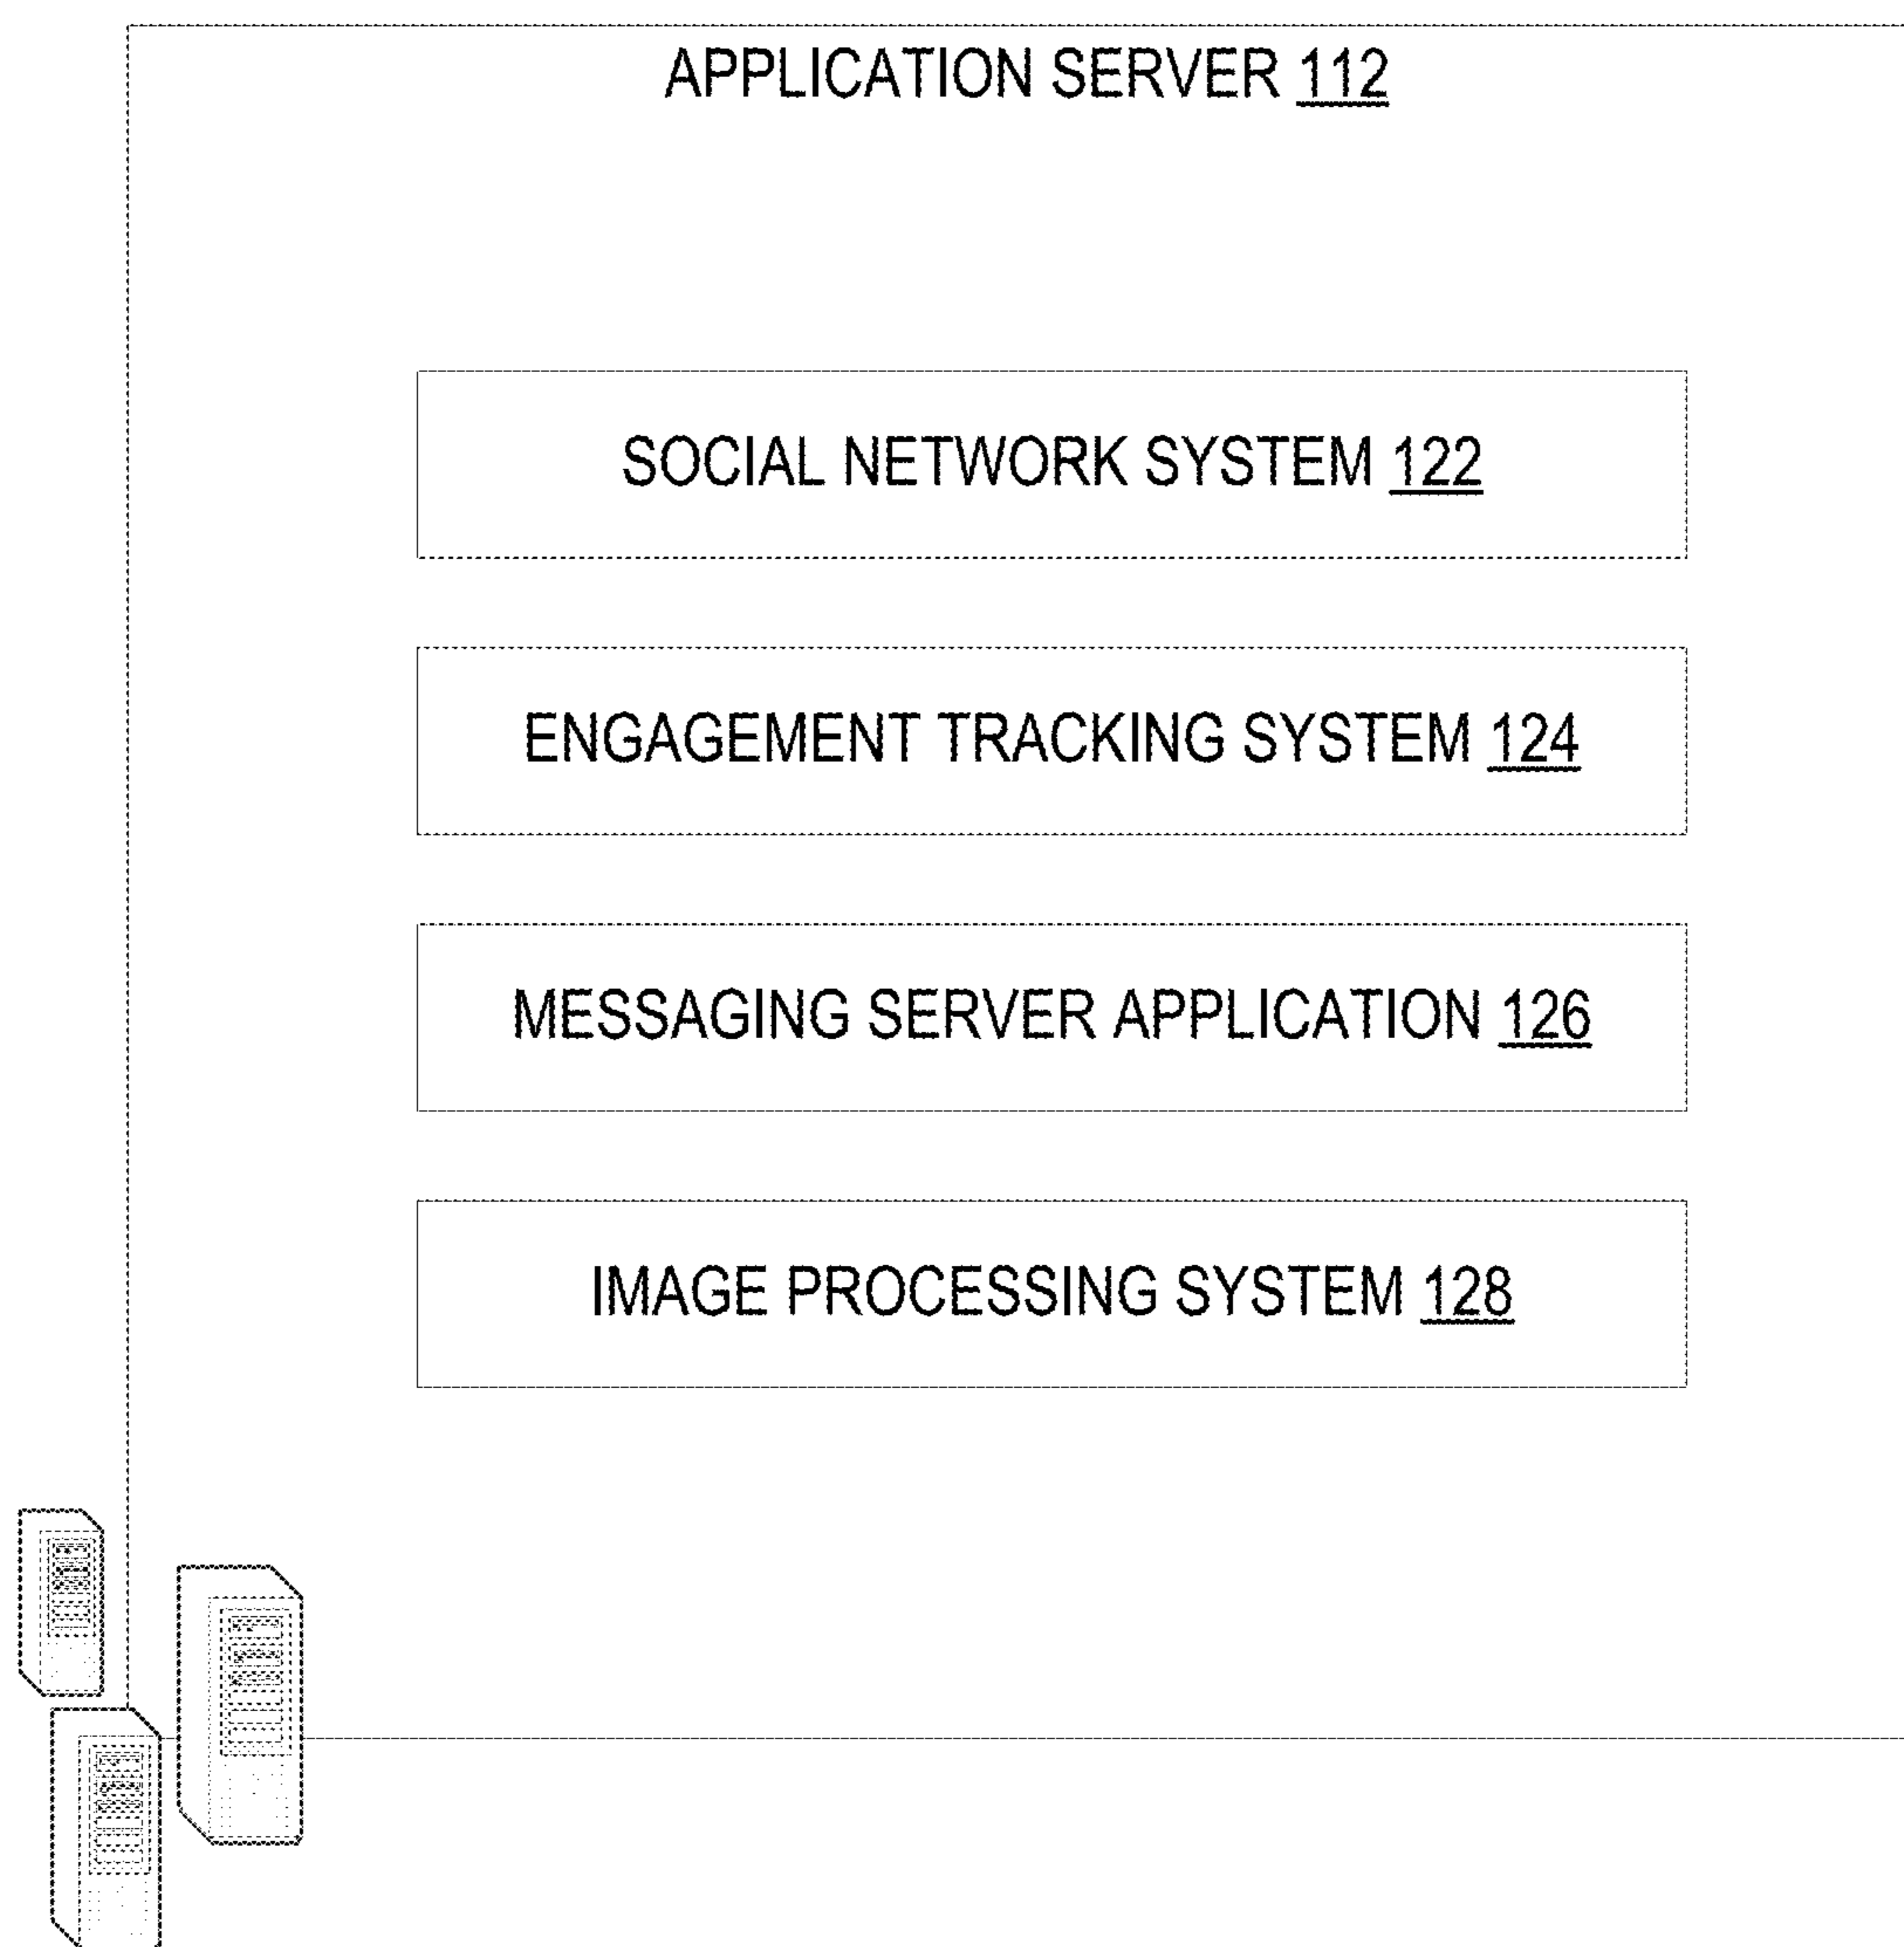 APPLICATION SERVER 112
SOCIAL NETWORK SYSTEM 122
ENGAGEMENT TRACKING SYSTEM 124
MESSAGING SERVER APPLICATION 126
IMAGE PROCESSING SYSTEM 128